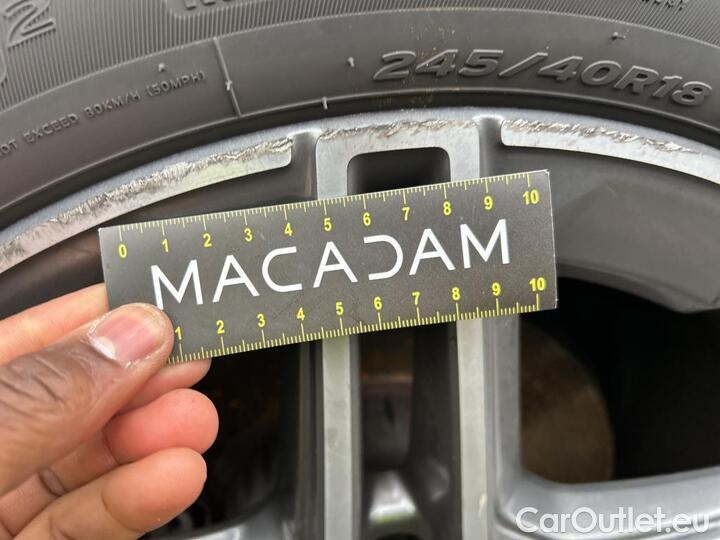 245/40R18
OT EXCEED 80KM/H (50MPH)
0 1 2 3 4 5 6 7 8 9 10
MACADAM
1 2 3 4 5 6 7 8 9 10
CarOutlet.eu